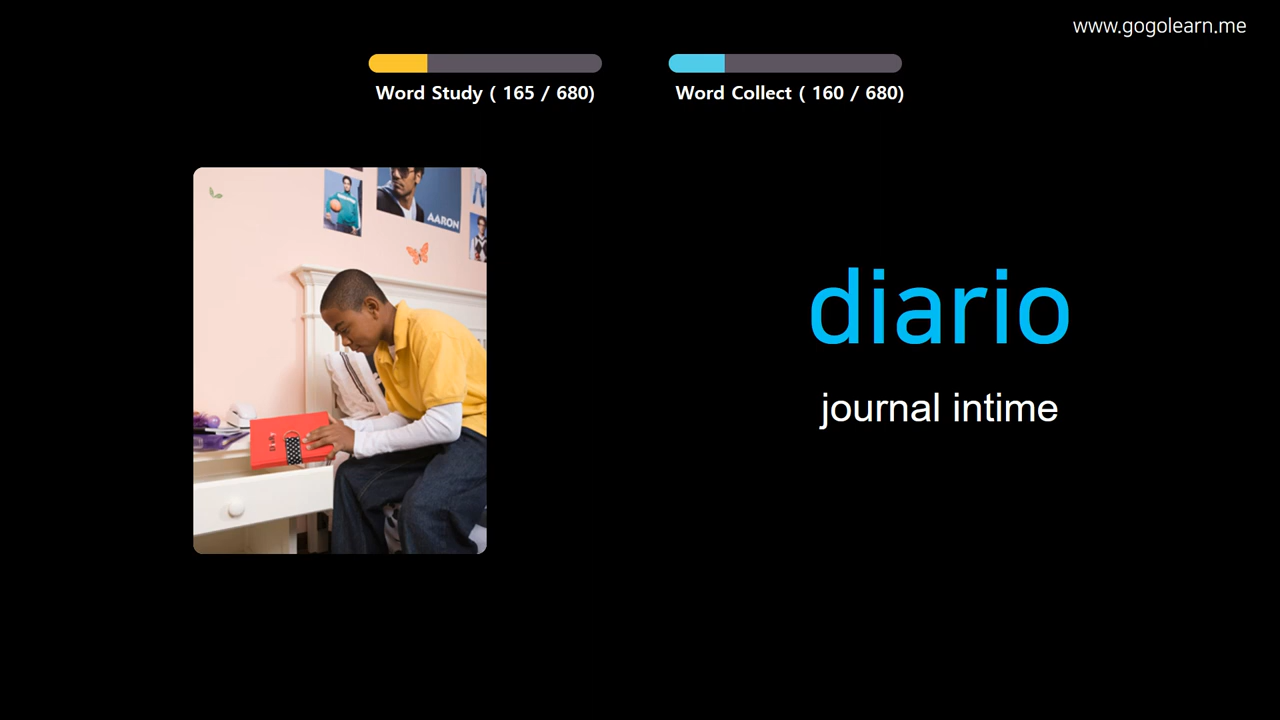 www.gogolearn.me
Word Study ( 165 / 680)
Word Collect ( 160 / 680)
AARON
diario
journal intime